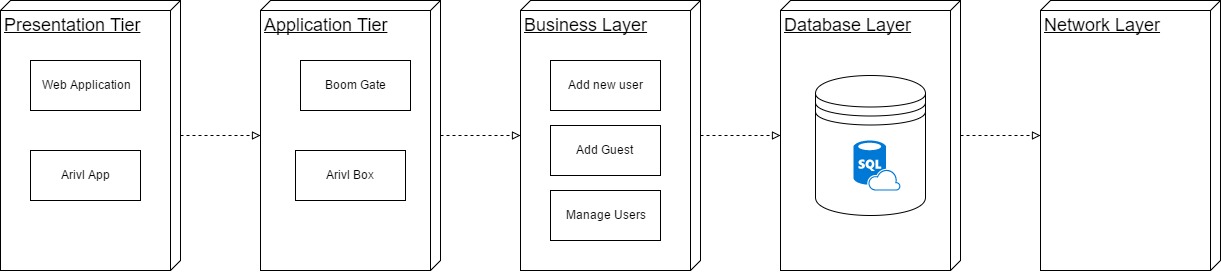 Presentation Tier
Web Application
Arivl App
Application Tier
Boom Gate
Arivl Box
Business Layer
Add new user
Add Guest
Manage Users
Database Layer
SQL
Network Layer